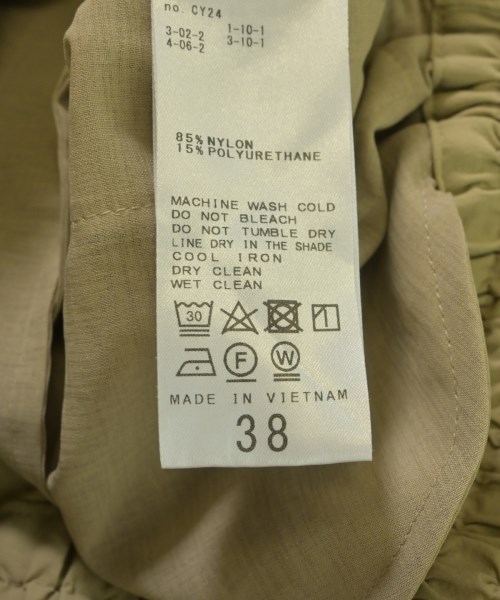 no. CY24
3-02-2 1-10-1
4-06-2 3-10-1
85% NYLON
15% POLYURETHANE
MACHINE WASH COLD
DO NOT BLEACH
DO NOT TUMBLE DRY
LINE DRY IN THE SHADE
COOL IRON
DRY CLEAN
WET CLEAN
30
F W
MADE IN VIETNAM
38